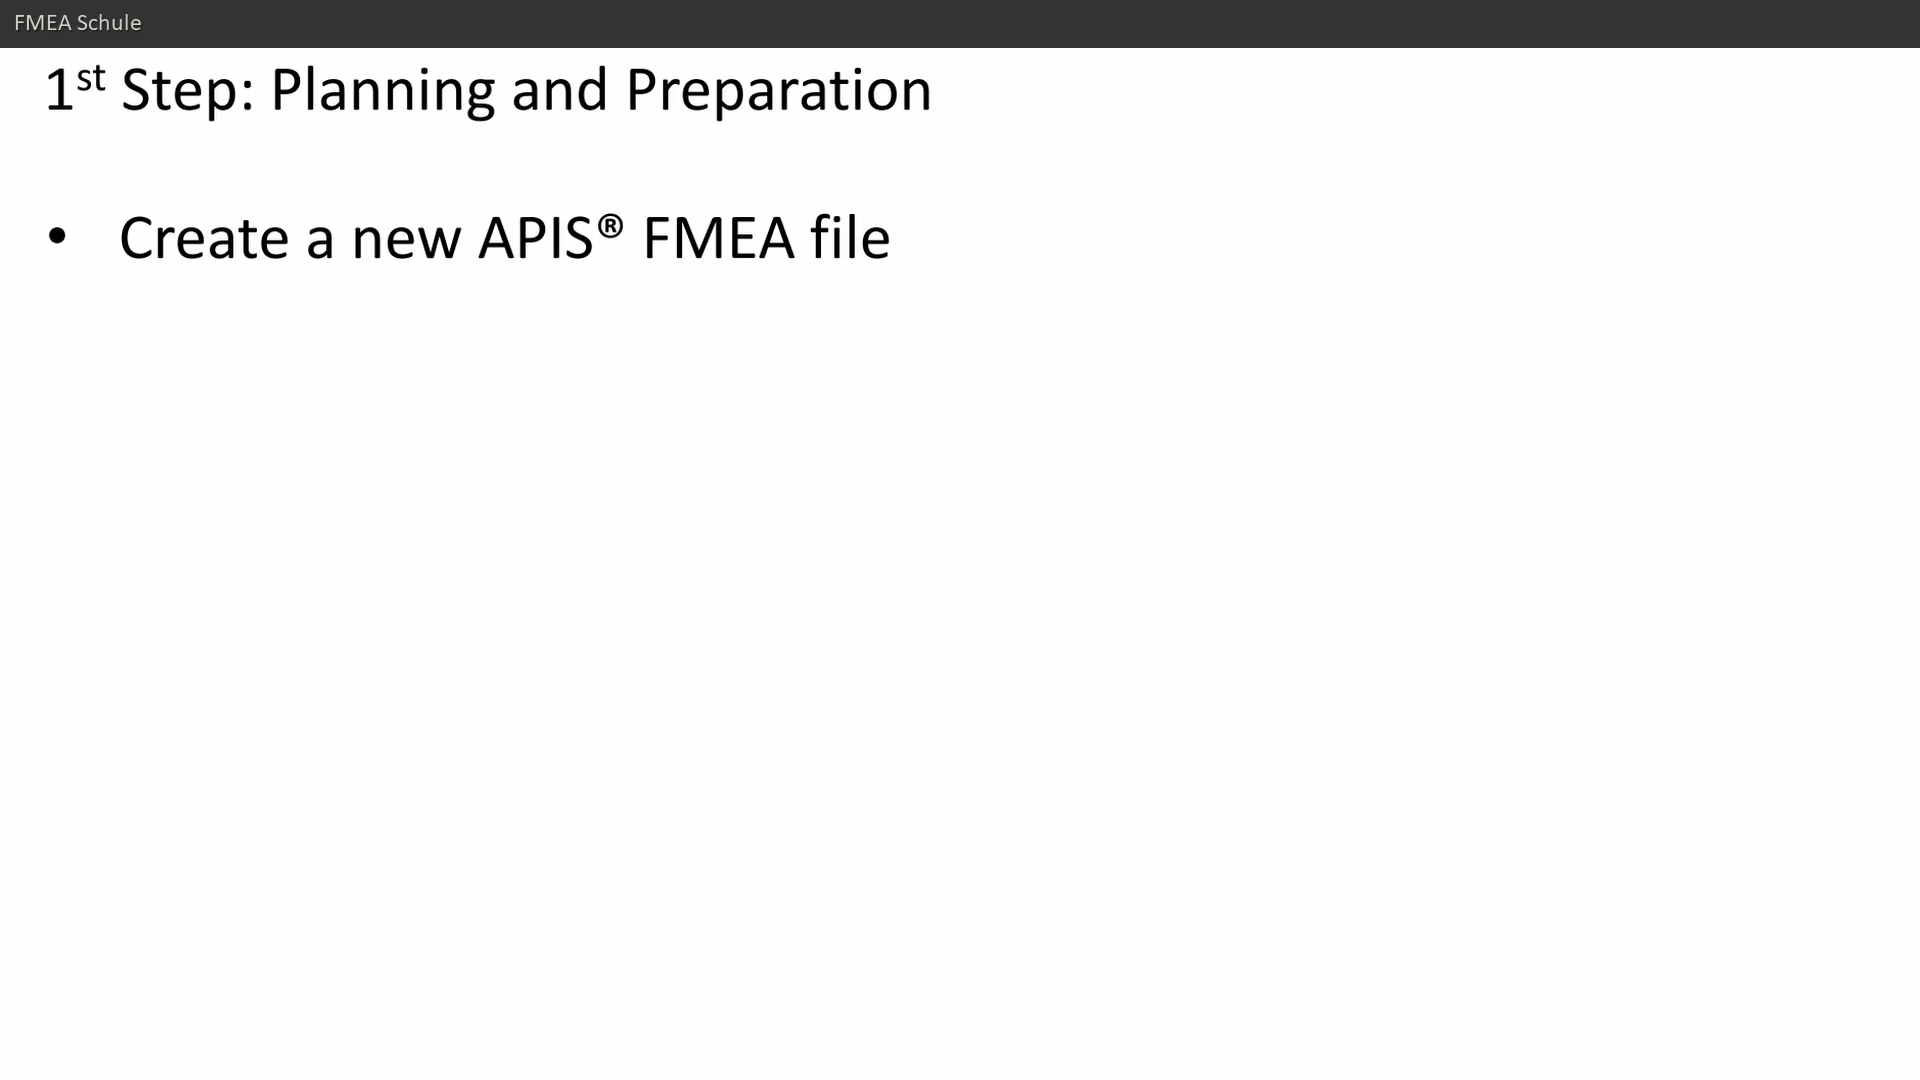 FMEA Schule
1st Step: Planning and Preparation
• Create a new APIS® FMEA file